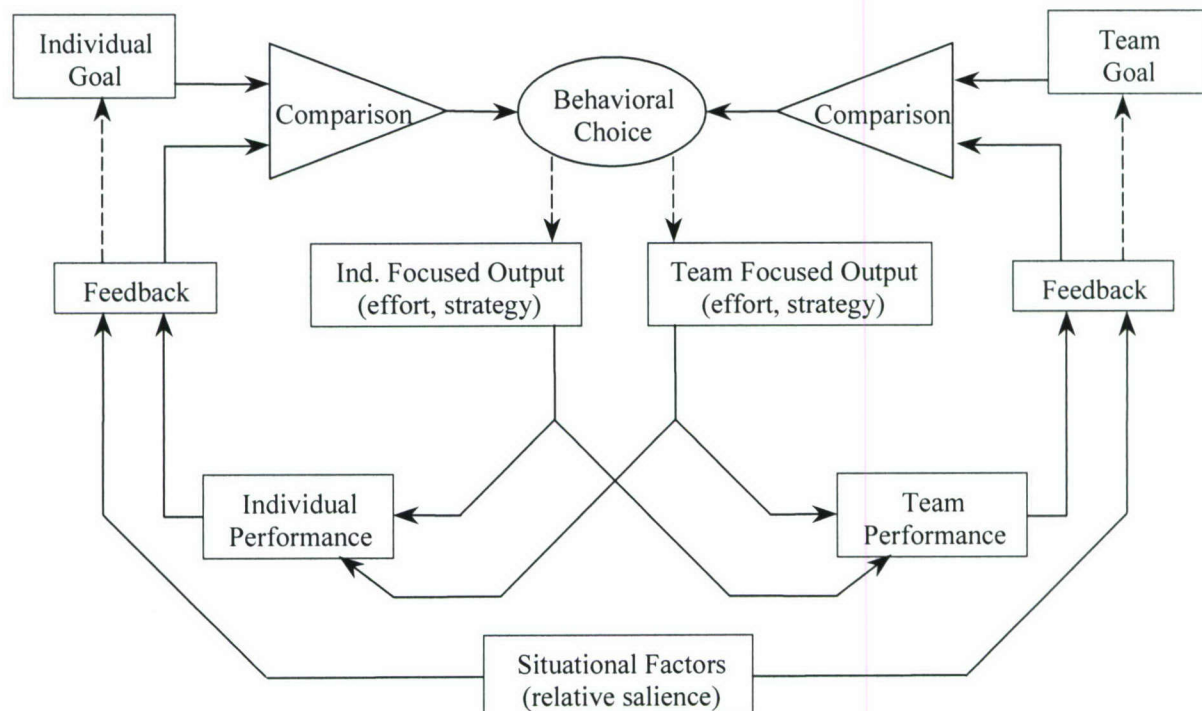 Individual
Goal
Comparison
Behavioral
Choice
Comparison
Team
Goal
Feedback
Ind. Focused Output
(effort, strategy)
Team Focused Output
(effort, strategy)
Feedback
Individual
Performance
Team
Performance
Situational Factors
(relative salience)